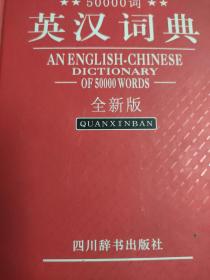 ★★ 50000词 ★★
英汉词典
AN ENGLISH-CHINESE
DICTIONARY
OF 50000 WORDS
全新版
QUANXINBAN
四川辞书出版社